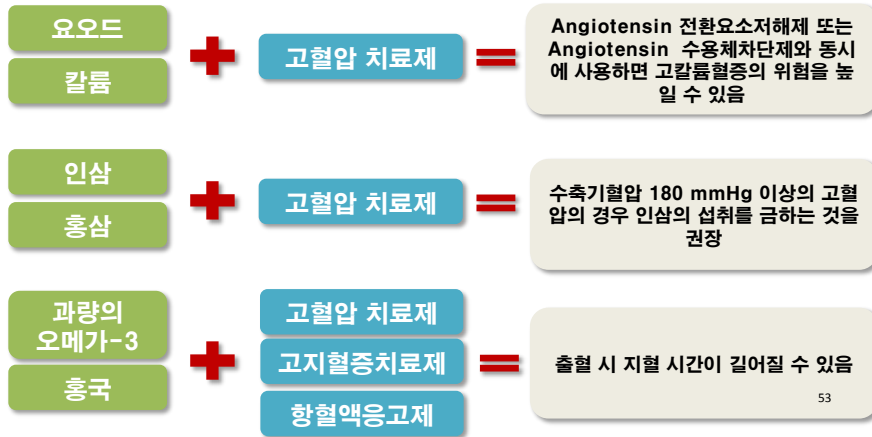 요오드
칼륨
고혈압 치료제
Angiotensin 전환요소저해제 또는
Angiotensin 수용체차단제와 동시
에 사용하면 고칼륨혈증의 위험을 높
일 수 있음
인삼
홍삼
고혈압 치료제
수축기혈압 180 mmHg 이상의 고혈
압의 경우 인삼의 섭취를 금하는 것을
권장
과량의
오메가-3
홍국
고혈압 치료제
고지혈증치료제
항혈액응고제
출혈 시 지혈 시간이 길어질 수 있음
53